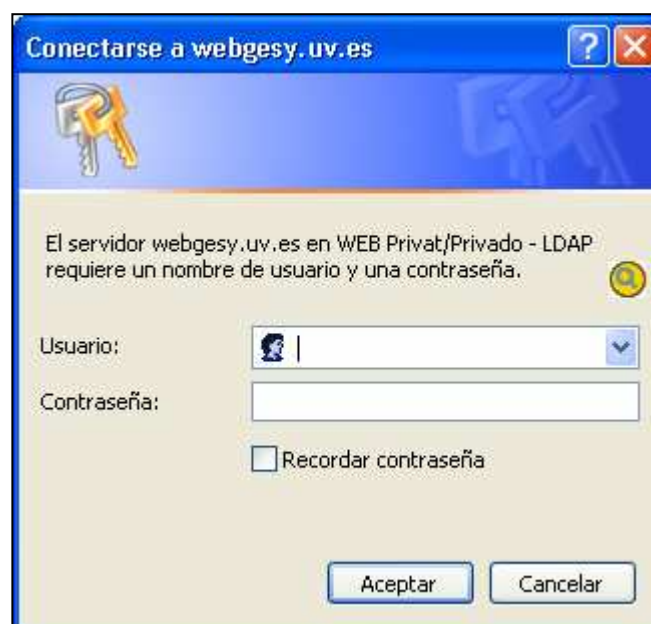 Conectarse a webgesy.uv.es
El servidor webgesy.uv.es en WEB Privat/Privado - LDAP
requiere un nombre de usuario y una contraseña.
Usuario:
Contraseña:
Recordar contraseña
Aceptar Cancelar